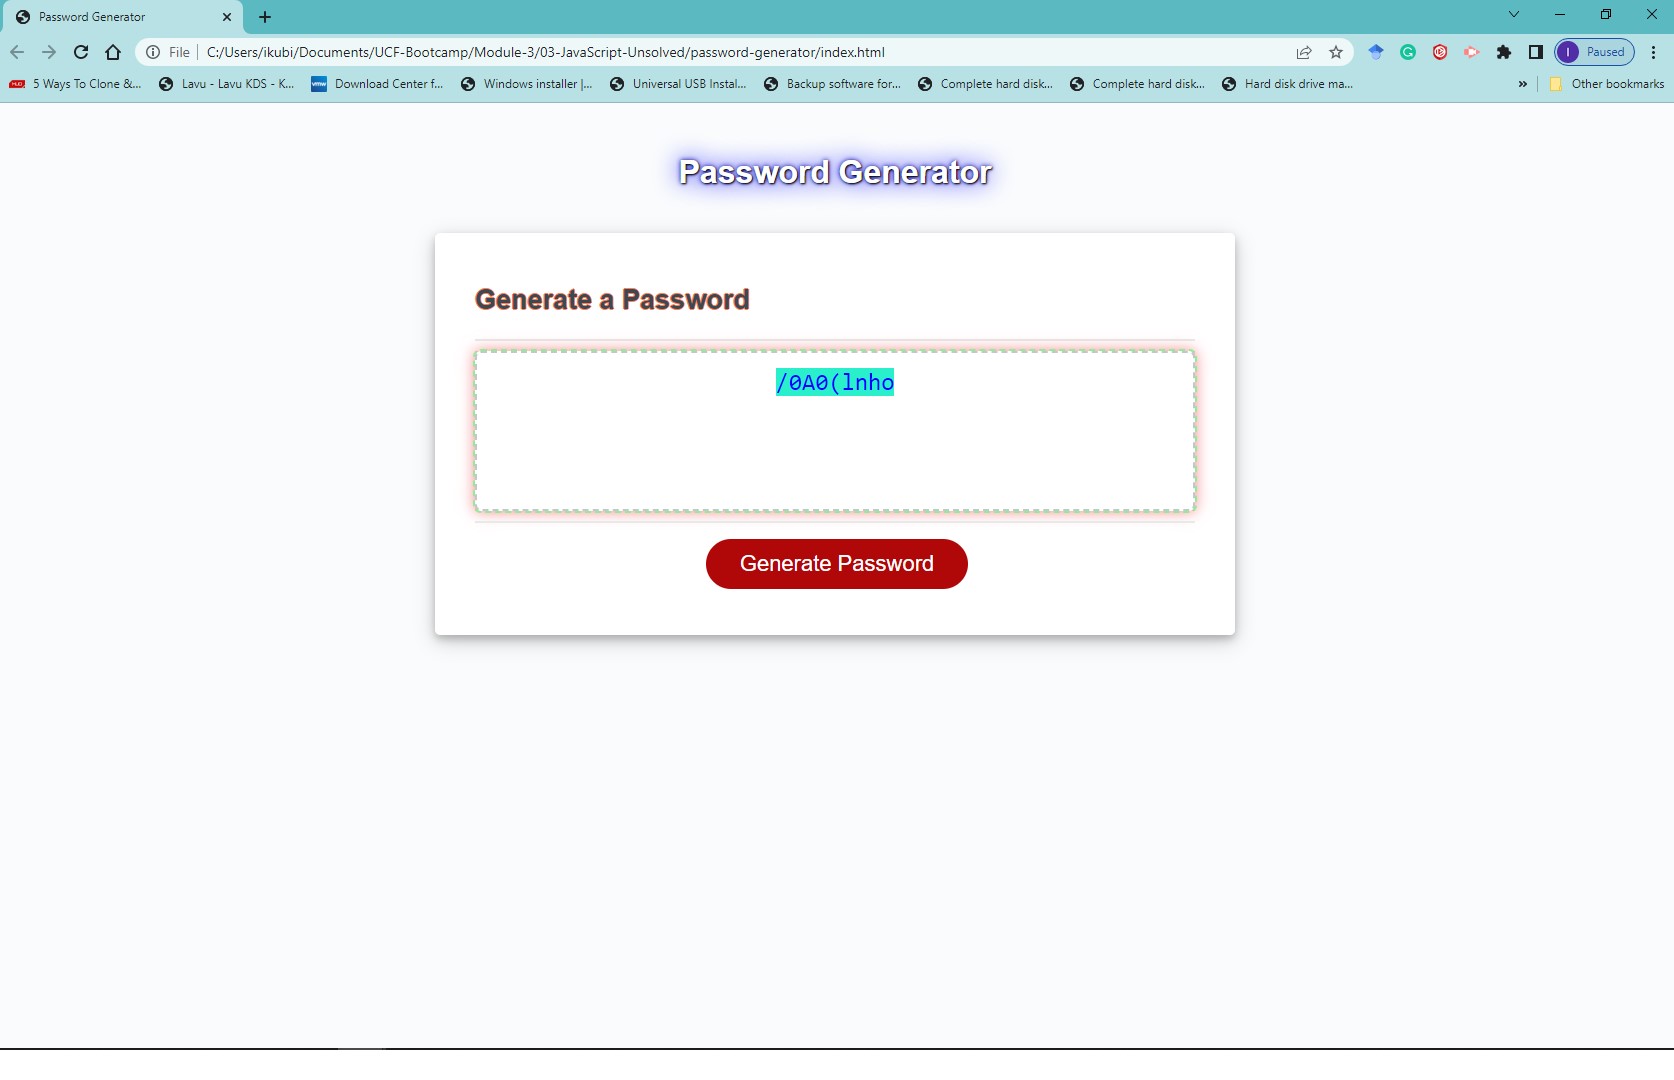 Password Generator
File C:/Users/ikubi/Documents/UCF-Bootcamp/Module-3/03-JavaScript-Unsolved/password-generator/index.html I Paused
5 Ways To Clone &... Lavu - Lavu KDS - K... vmw Download Center f... Windows installer |... Universal USB Instal... Backup software for... Complete hard disk... Complete hard disk... Hard disk drive ma... » Other bookmarks
Password Generator
Generate a Password
/0A0(lnho
Generate Password